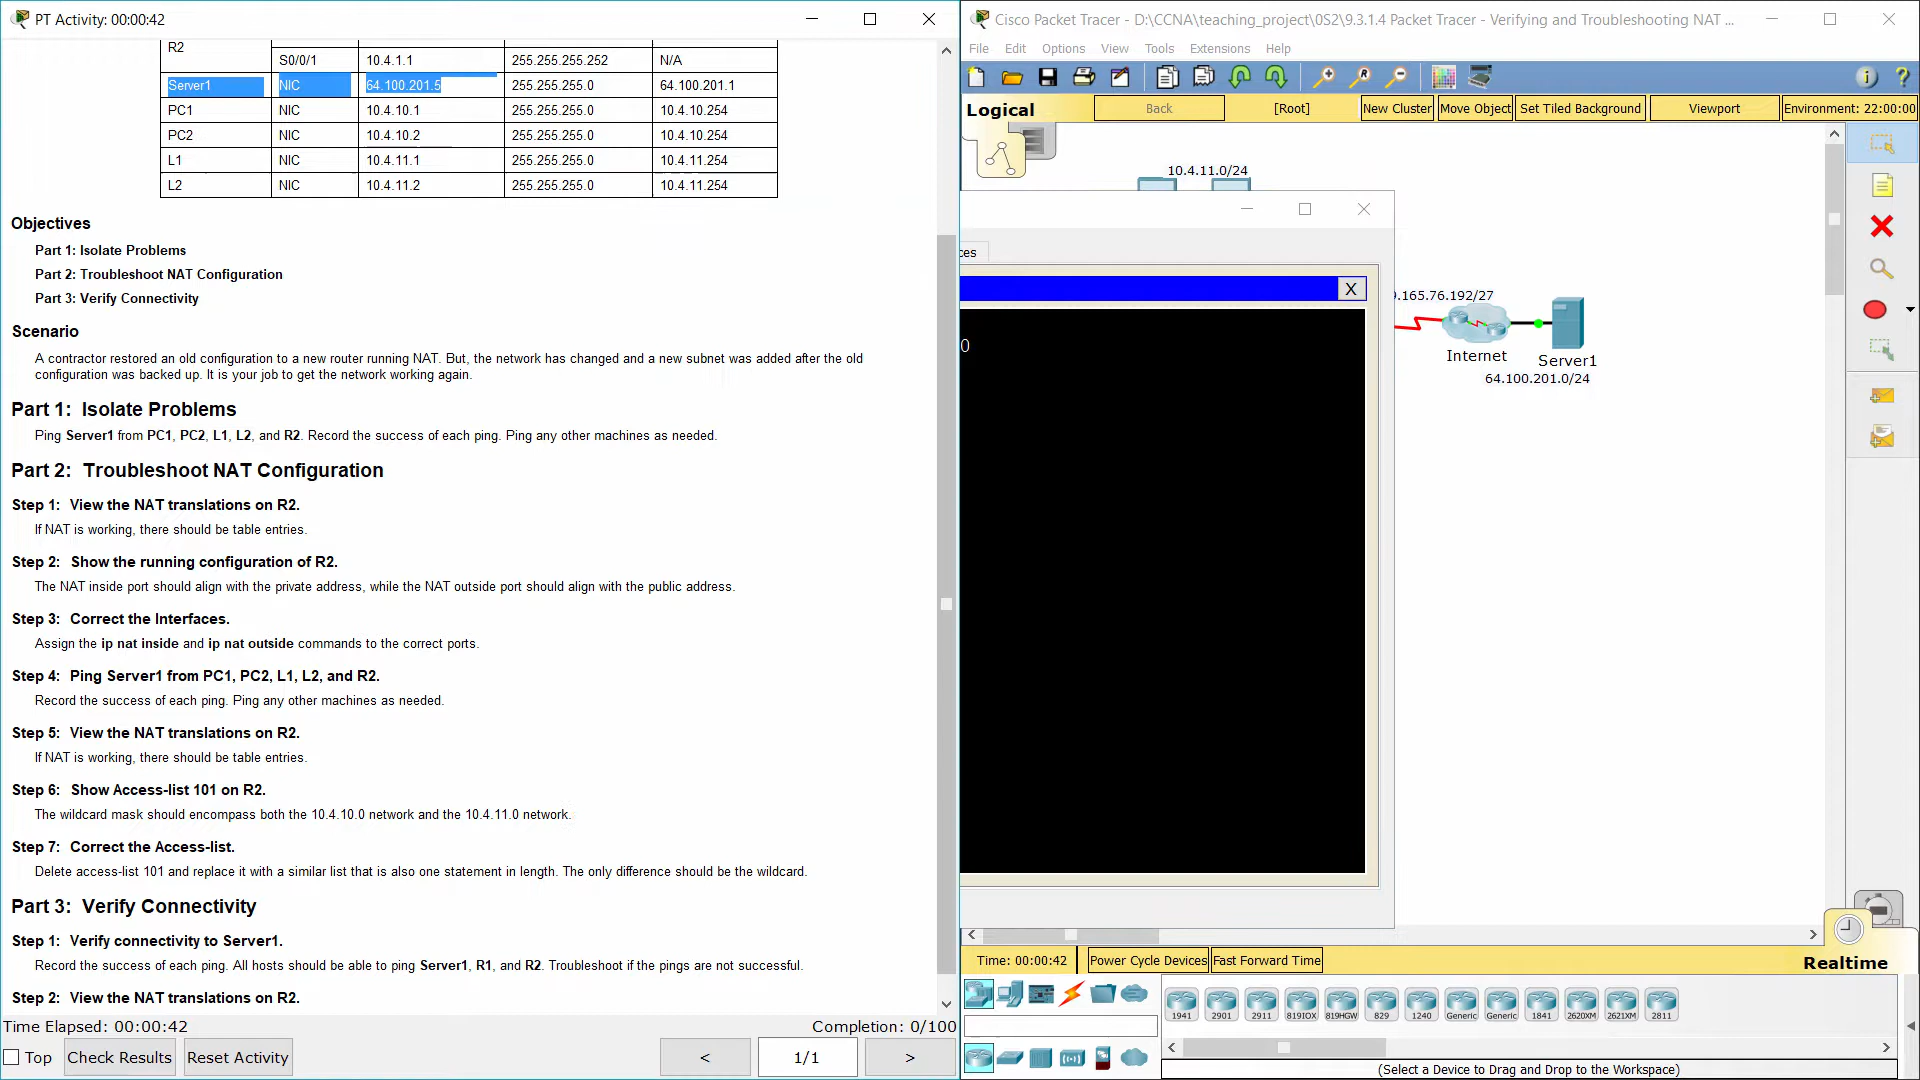 PT Activity: 00:00:42
R2
S0/0/1 10.4.1.1 255.255.255.252 N/A
Server1 NIC 64.100.201.5 255.255.255.0 64.100.201.1
PC1 NIC 10.4.10.1 255.255.255.0 10.4.10.254
PC2 NIC 10.4.10.2 255.255.255.0 10.4.10.254
L1 NIC 10.4.11.1 255.255.255.0 10.4.11.254
L2 NIC 10.4.11.2 255.255.255.0 10.4.11.254
Objectives
Part 1: Isolate Problems
Part 2: Troubleshoot NAT Configuration
Part 3: Verify Connectivity
Scenario
A contractor restored an old configuration to a new router running NAT. But, the network has changed and a new subnet was added after the old
configuration was backed up. It is your job to get the network working again.
Part 1: Isolate Problems
Ping Server1 from PC1, PC2, L1, L2, and R2. Record the success of each ping. Ping any other machines as needed.
Part 2: Troubleshoot NAT Configuration
Step 1: View the NAT translations on R2.
If NAT is working, there should be table entries.
Step 2: Show the running configuration of R2.
The NAT inside port should align with the private address, while the NAT outside port should align with the public address.
Step 3: Correct the Interfaces.
Assign the ip nat inside and ip nat outside commands to the correct ports.
Step 4: Ping Server1 from PC1, PC2, L1, L2, and R2.
Record the success of each ping. Ping any other machines as needed.
Step 5: View the NAT translations on R2.
If NAT is working, there should be table entries.
Step 6: Show Access-list 101 on R2.
The wildcard mask should encompass both the 10.4.10.0 network and the 10.4.11.0 network.
Step 7: Correct the Access-list.
Delete access-list 101 and replace it with a similar list that is also one statement in length. The only difference should be the wildcard.
Part 3: Verify Connectivity
Step 1: Verify connectivity to Server1.
Record the success of each ping. All hosts should be able to ping Server1, R1, and R2. Troubleshoot if the pings are not successful.
Step 2: View the NAT translations on R2.
Time Elapsed: 00:00:42 Completion: 0/100
Top Check Results Reset Activity < 1/1 >
Cisco Packet Tracer - D:\CCNA\teaching_project\0S2\9.3.1.4 Packet Tracer - Verifying and Troubleshooting NAT ...
File Edit Options View Tools Extensions Help
Logical Back [Root] New Cluster Move Object Set Tiled Background Viewport Environment: 22:00:00
10.4.11.0/24
ces
X
0
.165.76.192/27
Internet
Server1
64.100.201.0/24
Time: 00:00:42 Power Cycle Devices Fast Forward Time
Realtime
1941 2901 2911 819IOX 819HGW 829 1240 Generic Generic 1841 2620XM 2621XM 2811
(Select a Device to Drag and Drop to the Workspace)